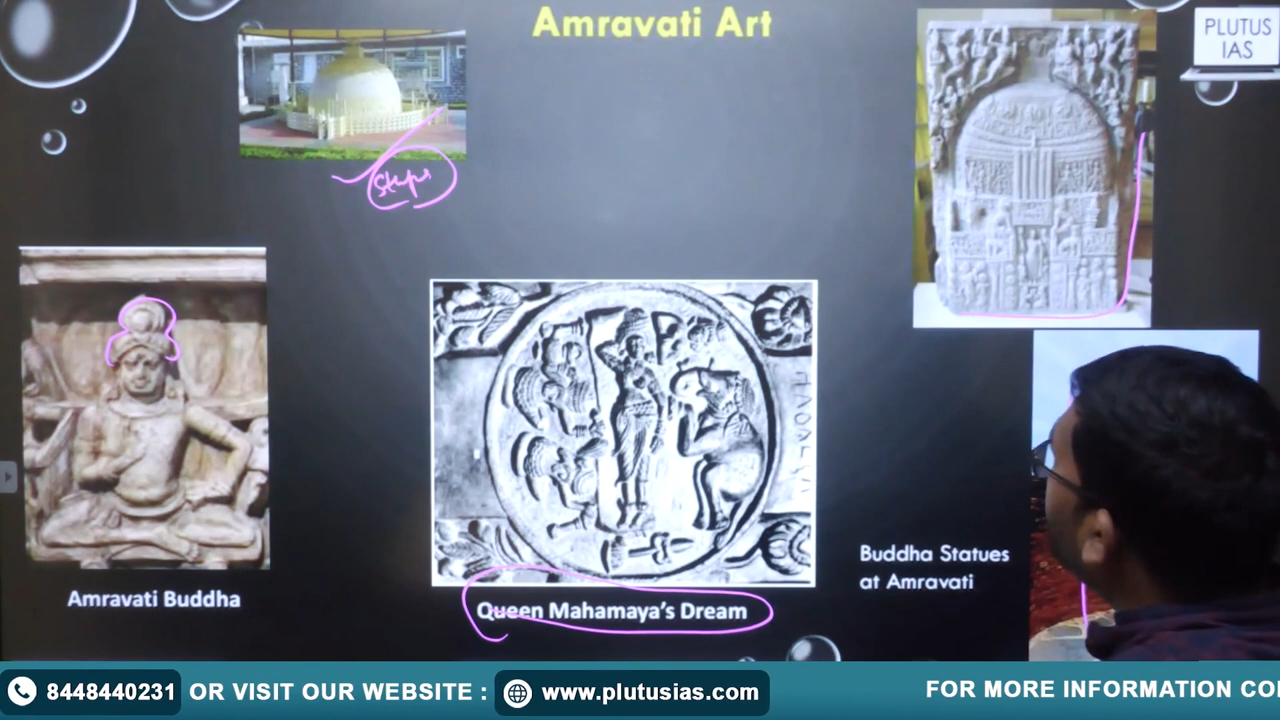 Amravati Art
PLUTUS
IAS
Stupa
Amravati Buddha
Queen Mahamaya's Dream
Buddha Statues
at Amravati
8448440231 OR VISIT OUR WEBSITE : www.plutusias.com
FOR MORE INFORMATION CO